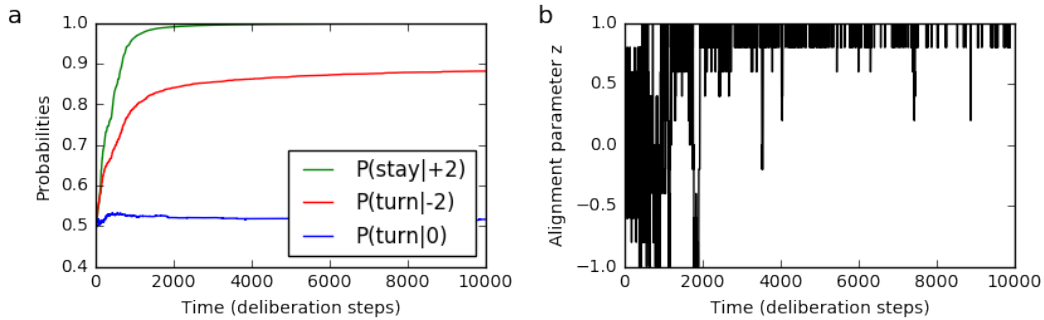 a
1.0
0.9
0.8
0.7
0.6
0.5
0.4
Probabilities
0 2000 4000 6000 8000 10000
Time (deliberation steps)
P(stay|+2)
P(turn|-2)
P(turn|0)
b
1.0
0.5
0.0
−0.5
−1.0
Alignment parameter z
0 2000 4000 6000 8000 10000
Time (deliberation steps)